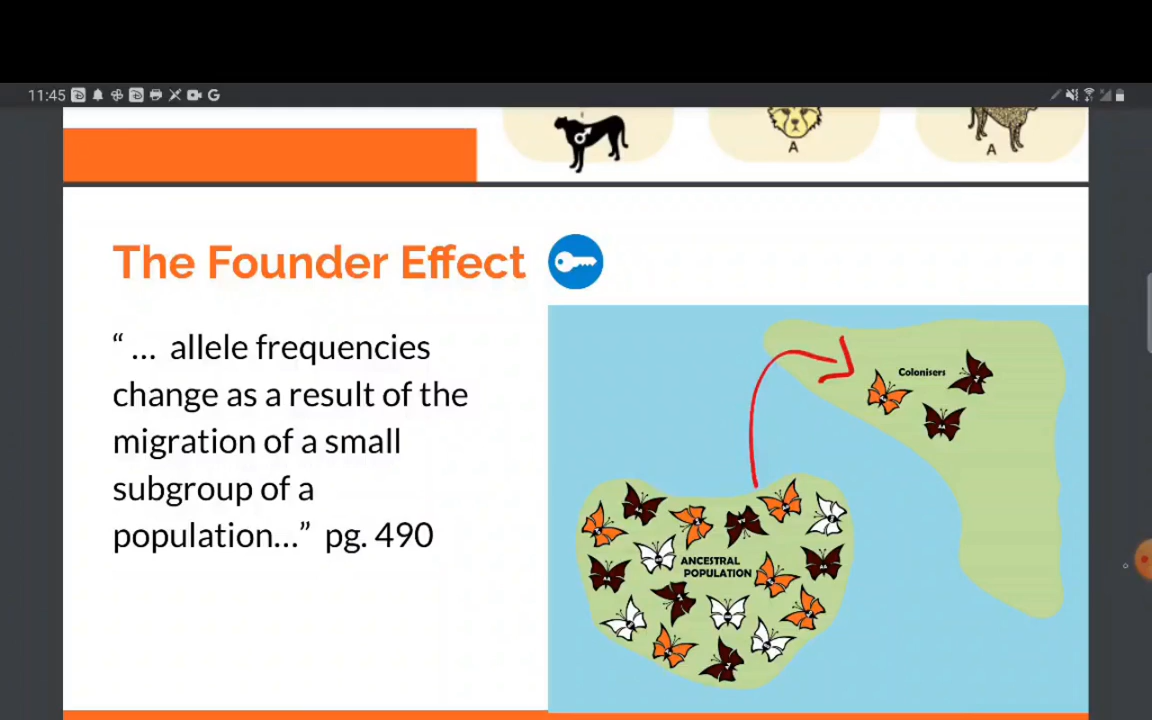 11:45
A
A
The Founder Effect
“ ... allele frequencies
change as a result of the
migration of a small
subgroup of a
population...” pg. 490
Colonisers
ANCESTRAL
POPULATION